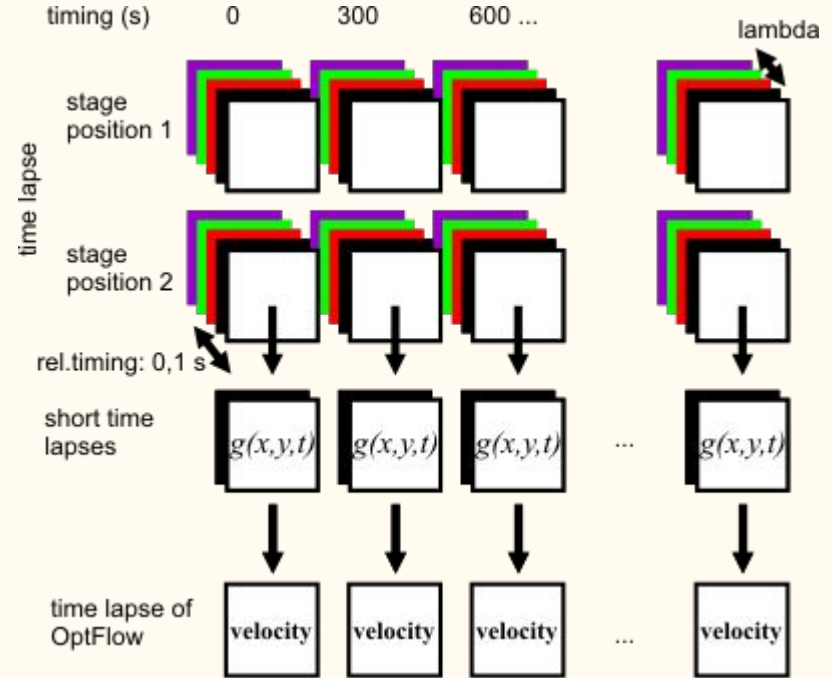 timing (s) 0 300 600 ...
lambda
stage
position 1
time lapse
stage
position 2
rel.timing: 0,1 s
short time
lapses
g(x,y,t) g(x,y,t) g(x,y,t) ... g(x,y,t)
time lapse of
OptFlow
velocity velocity velocity ... velocity